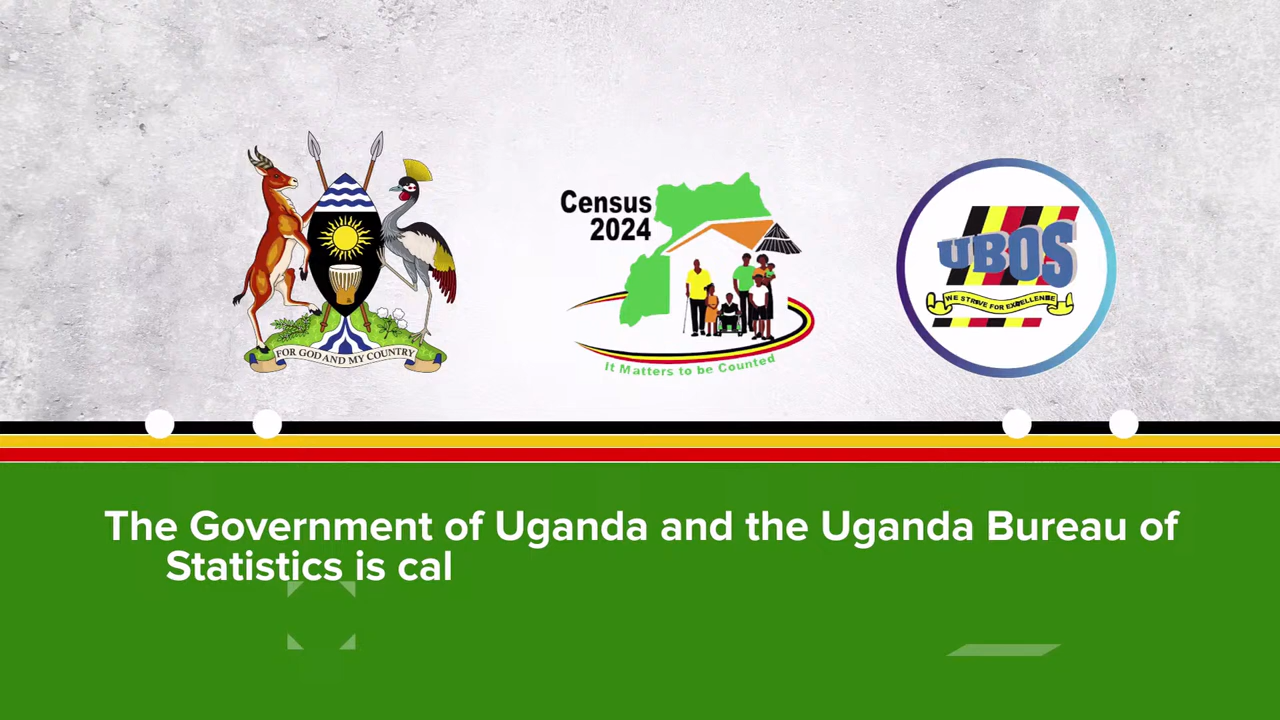 Census
2024
UBOS
WE STRIVE FOR EXCELLENCE
FOR GOD AND MY COUNTRY
It Matters to be Counted
The Government of Uganda and the Uganda Bureau of
Statistics is cal